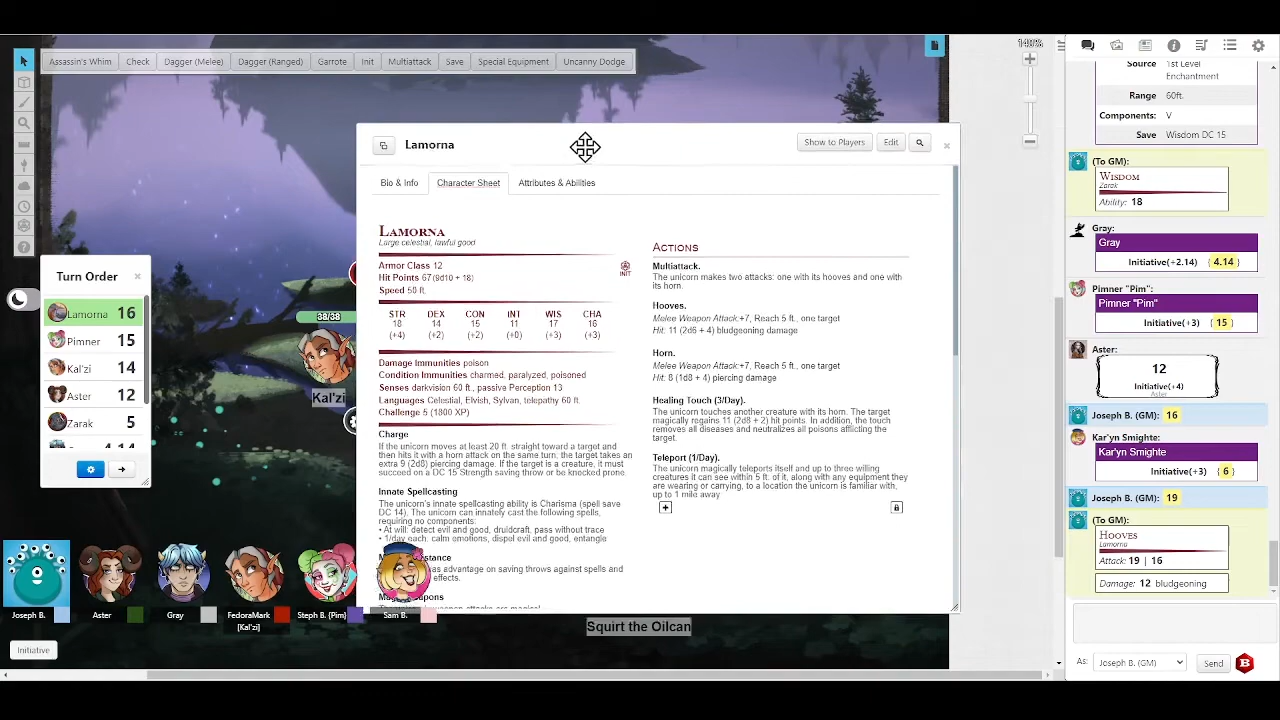 Assassin's Whim
Check
Dagger (Melee)
Dagger (Ranged)
Garrote
Multiattack
Save
Special Equipment
Uncanny Dodge
Lamorna
Show to Players
Edit
Bio & Info
Character Sheet
Attributes & Abilities
LAMORNA
Large celestial, lawful good
Armor Class 12
Hit Points 67 (9d10 + 18)
Speed 50 ft.
INIT
STR DEX CON INT WIS CHA
18 14 15 11 17 16
(+4) (+2) (+2) (+0) (+3) (+3)
Damage Immunities poison
Condition Immunities charmed, paralyzed, poisoned
Senses darkvision 60 ft., passive Perception 13
Languages Celestial, Elvish, Sylvan, telepathy 60 ft.
Challenge 5 (1800 XP)
Charge
If the unicorn moves at least 20 ft. straight toward a target and
then hits it with a horn attack on the same turn, the target takes an
extra 9 (2d8) piercing damage. If the target is a creature, it must
succeed on a DC 15 Strength saving throw or be knocked prone.
Innate Spellcasting
The unicorn's innate spellcasting ability is Charisma (spell save
DC 14). The unicorn can innately cast the following spells,
requiring no components:
• At will: detect evil and good, druidcraft, pass without trace
• 1/day each: calm emotions, dispel evil and good, entangle
has advantage on saving throws against spells and
effects.
ACTIONS
Multiattack.
The unicorn makes two attacks: one with its hooves and one with
its horn.
Hooves.
Melee Weapon Attack:+7, Reach 5 ft., one target
Hit: 11 (2d6 + 4) bludgeoning damage
Horn.
Melee Weapon Attack:+7, Reach 5 ft., one target
Hit: 8 (1d8 + 4) piercing damage
Healing Touch (3/Day).
The unicorn touches another creature with its horn. The target
magically regains 11 (2d8 + 2) hit points. In addition, the touch
removes all diseases and neutralizes all poisons afflicting the
target.
Teleport (1/Day).
The unicorn magically teleports itself and up to three willing
creatures it can see within 5 ft. of it, along with any equipment they
are wearing or carrying, to a location the unicorn is familiar with,
up to 1 mile away
Turn Order
Lamorna 16
Pimner 15
Kal'zi 14
Aster 12
Zarak 5
38/38
Kal'zi
Joseph B.
Aster
Gray
FedoraMark
[Kal'zi]
Steph B. (Pim)
Sam B.
Squirt the Oilcan
Initiative
Source 1st Level
Enchantment
Range 60ft.
Components: V
Save Wisdom DC 15
(To GM):
WISDOM
Zarak
Ability: 18
Gray:
Gray
Initiative(+2.14) 4.14
Pimner "Pim":
Pimner "Pim"
Initiative(+3) 15
Aster:
12
Initiative(+4)
Joseph B. (GM): 16
Kar'yn Smighte:
Kar'yn Smighte
Initiative(+3) 6
Joseph B. (GM): 19
(To GM):
HOOVES
Lamorna
Attack: 19 | 16
Damage: 12 bludgeoning
As: Joseph B. (GM)
Send